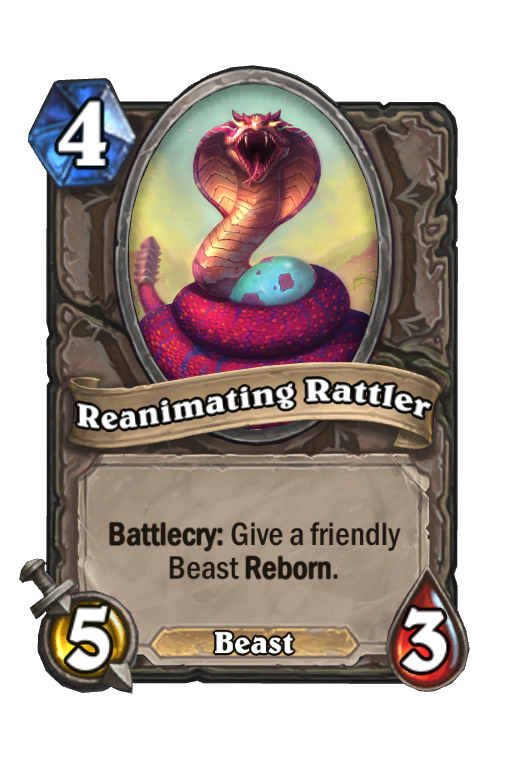 4
Reanimating Rattler
Battlecry: Give a friendly
Beast Reborn.
5
Beast
3